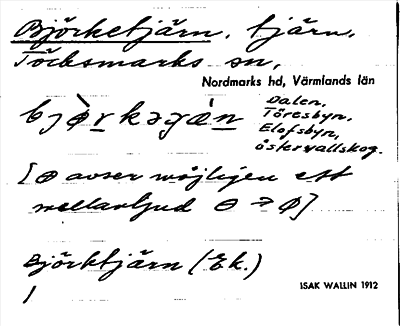 Björketjärn, tjärn,
Töcksmarks sn,
Nordmarks hd, Värmlands län
Dalen,
Töresbyn,
Elofsbyn,
östervallskog.
[ɵ avser möjligen ett
mellanljud ɵ → ø]
Björktjärn (Ek.)
ISAK WALLIN 1912